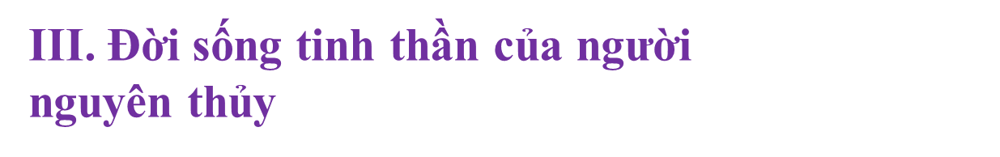 III. Đời sống tinh thần của người
nguyên thủy